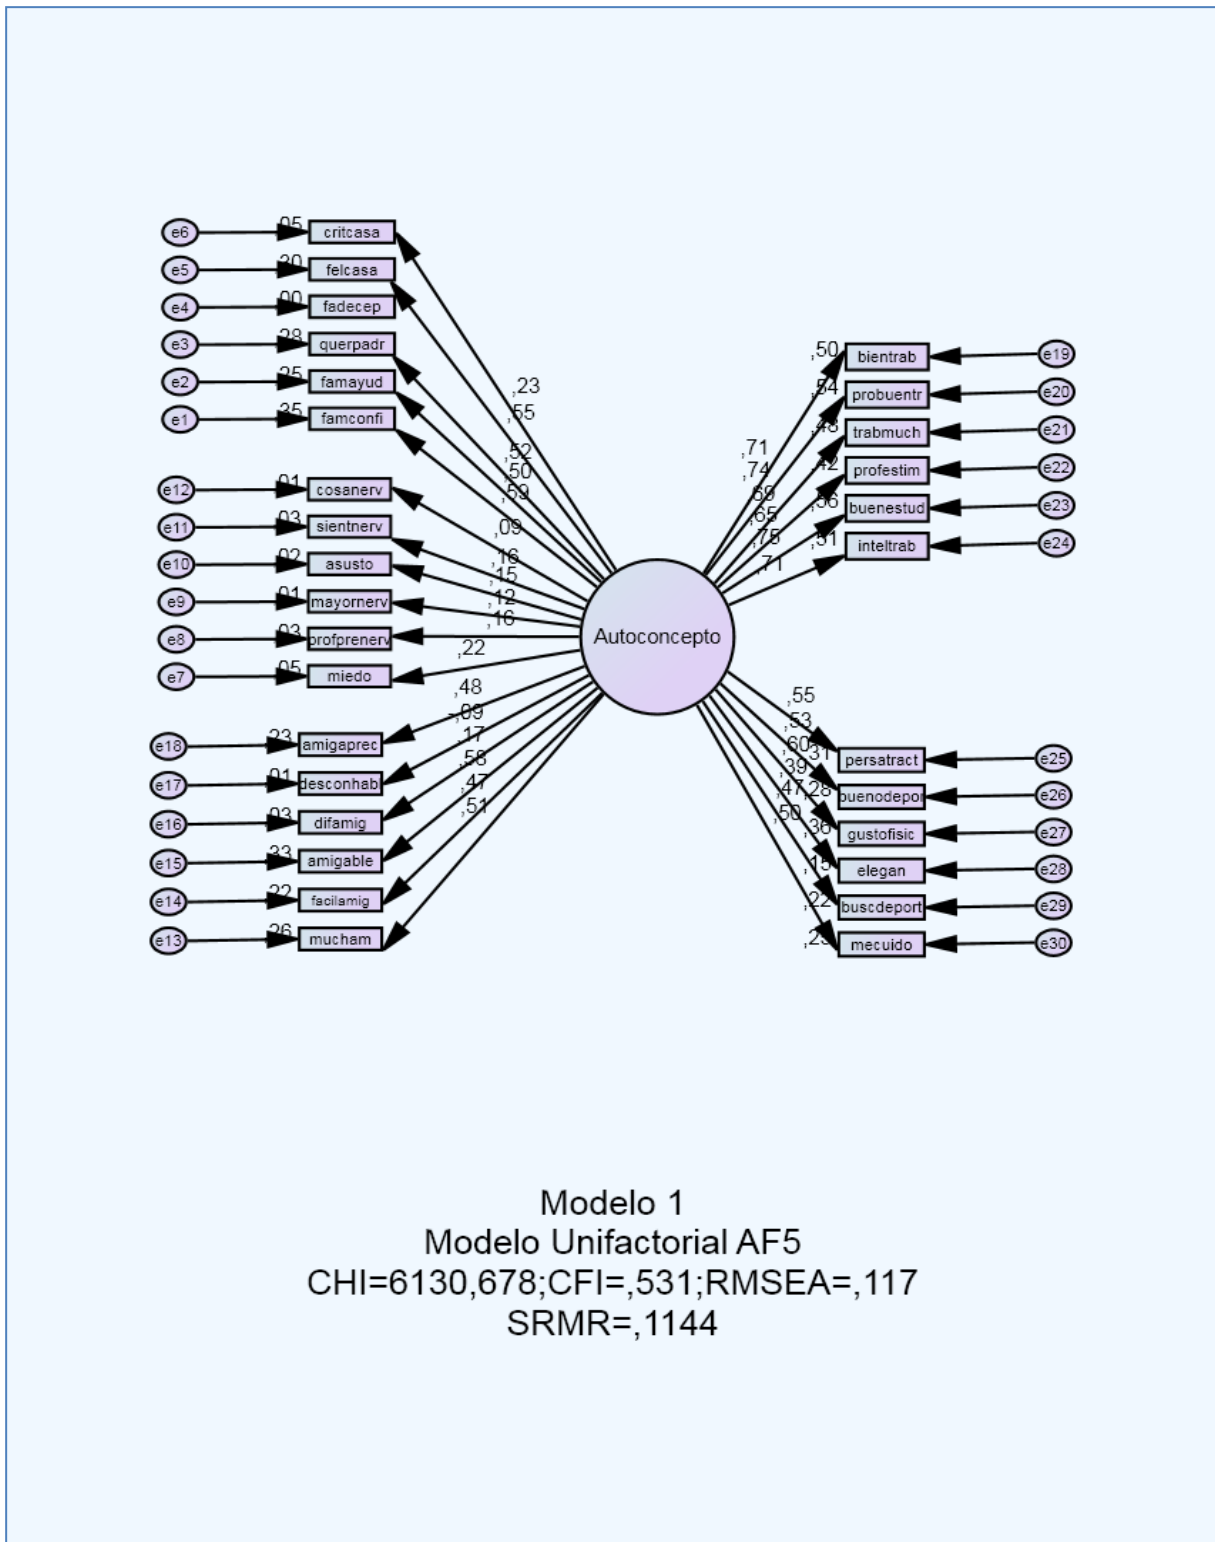 e6 ,05 critcasa
e5 ,30 felcasa
e4 ,00 fadecep
e3 ,28 querpadr
e2 ,25 famayud
e1 ,35 famconfi
e12 ,01 cosanerv
e11 ,03 sientnerv
e10 ,02 asusto
e9 ,01 mayornerv
e8 ,03 profprenerv
e7 ,05 miedo
e18 ,23 amigaprec
e17 ,01 desconhab
e16 ,03 difamig
e15 ,33 amigable
e14 ,22 facilamig
e13 ,26 mucham
,23
,55
,52
,50
,59
,09
,16
,15
,12
,16
,22
,48
-,09
,17
,58
,47
,51
Autoconcepto
,71
,74
,69
,65
,75
,71
,50 bientrab e19
,54 probuentr e20
,48 trabmuch e21
,42 profestim e22
,56 buenestud e23
,51 inteltrab e24
,55
,53
,60
,39
,47
,50
,31 persatract e25
,28 buenodepor e26
,36 gustofisic e27
,15 elegan e28
,22 buscdeport e29
,25 mecuido e30
Modelo 1
Modelo Unifactorial AF5
CHI=6130,678;CFI=,531;RMSEA=,117
SRMR=,1144